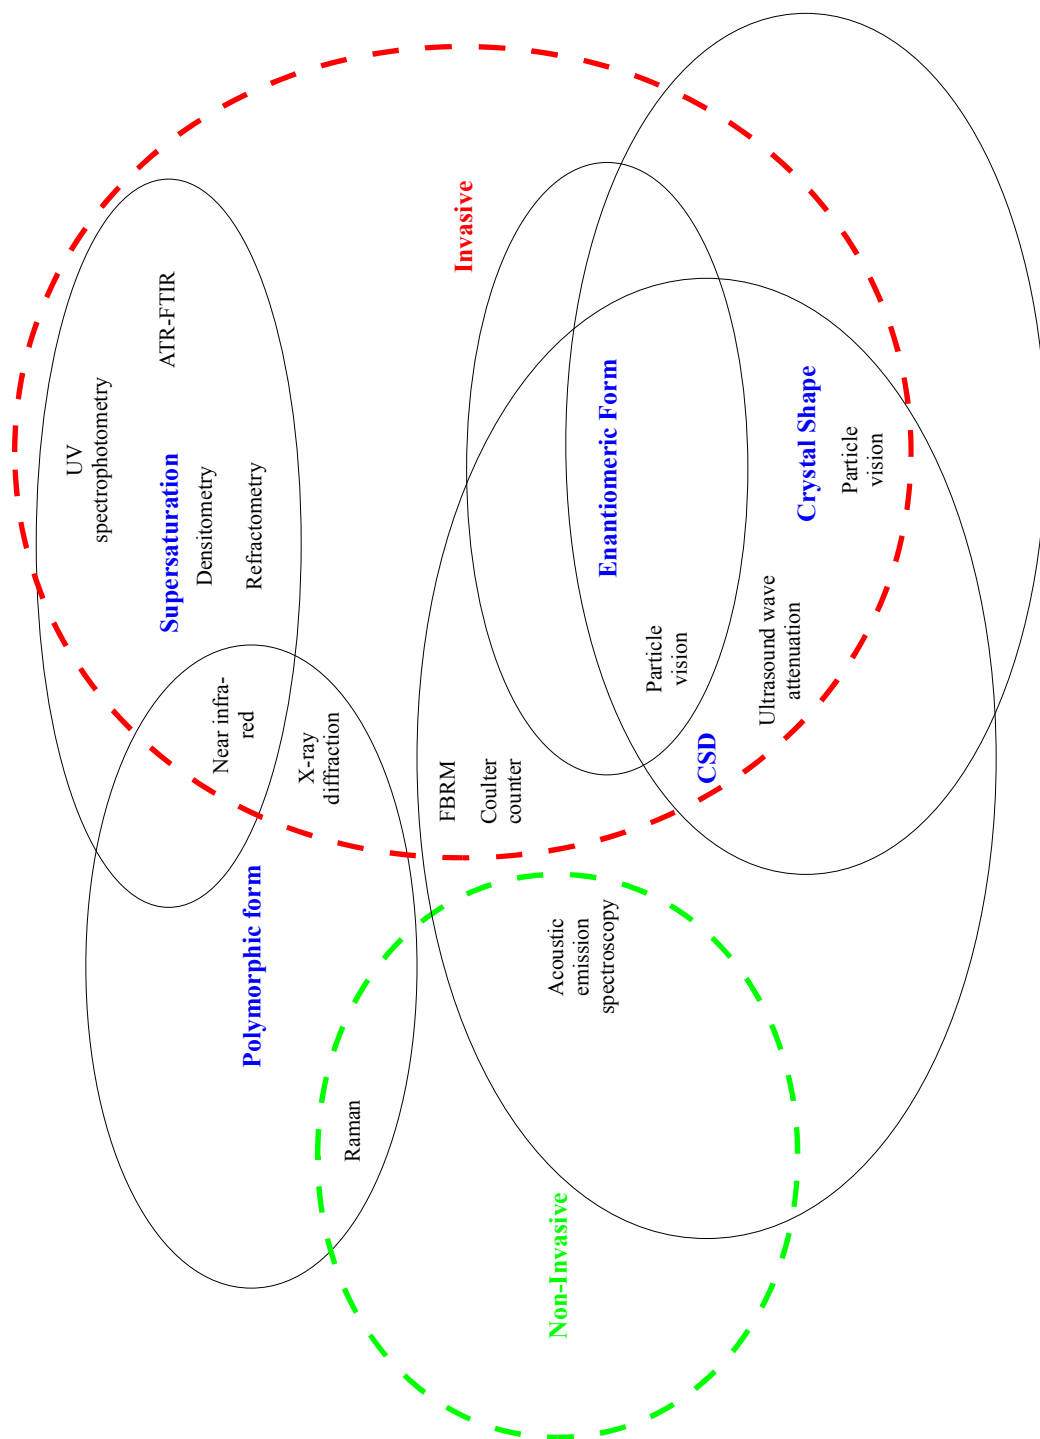 UV
spectrophotometry
ATR-FTIR
Supersaturation
Densitometry
Refractometry
Near infra-
red
X-ray
diffraction
Polymorphic form
Raman
Invasive
FBRM
Coulter
counter
Enantiomeric Form
Particle
vision
CSD
Ultrasound wave
attenuation
Crystal Shape
Particle
vision
Acoustic
emission
spectroscopy
Non-Invasive